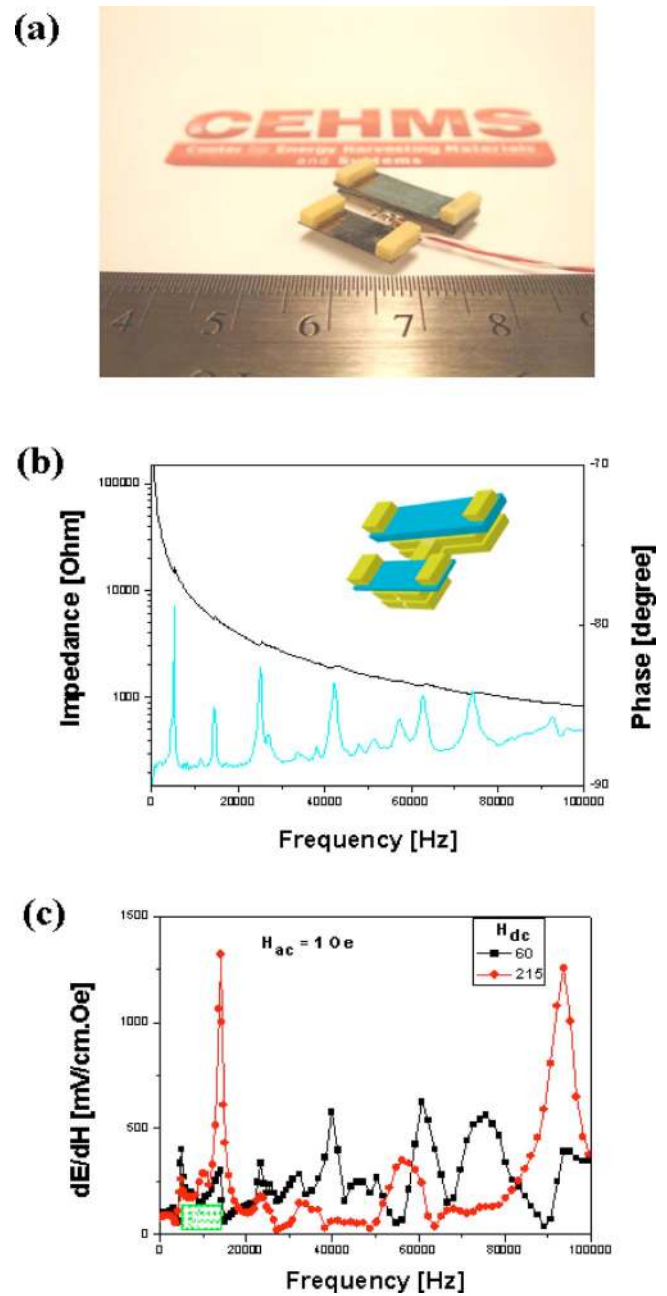 (a)
CEHMS
Center for Energy Harvesting Materials
and Systems
4 5 6 7 8
(b)
100000
10000
1000
Impedance [Ohm]
-70
-80
-90
Phase [degree]
0 20000 40000 60000 80000 100000
Frequency [Hz]
(c)
1500
1000
500
0
dE/dH [mV/cm.Oe]
H ac = 1 Oe
H dc
60
215
0 20000 40000 60000 80000 100000
Frequency [Hz]